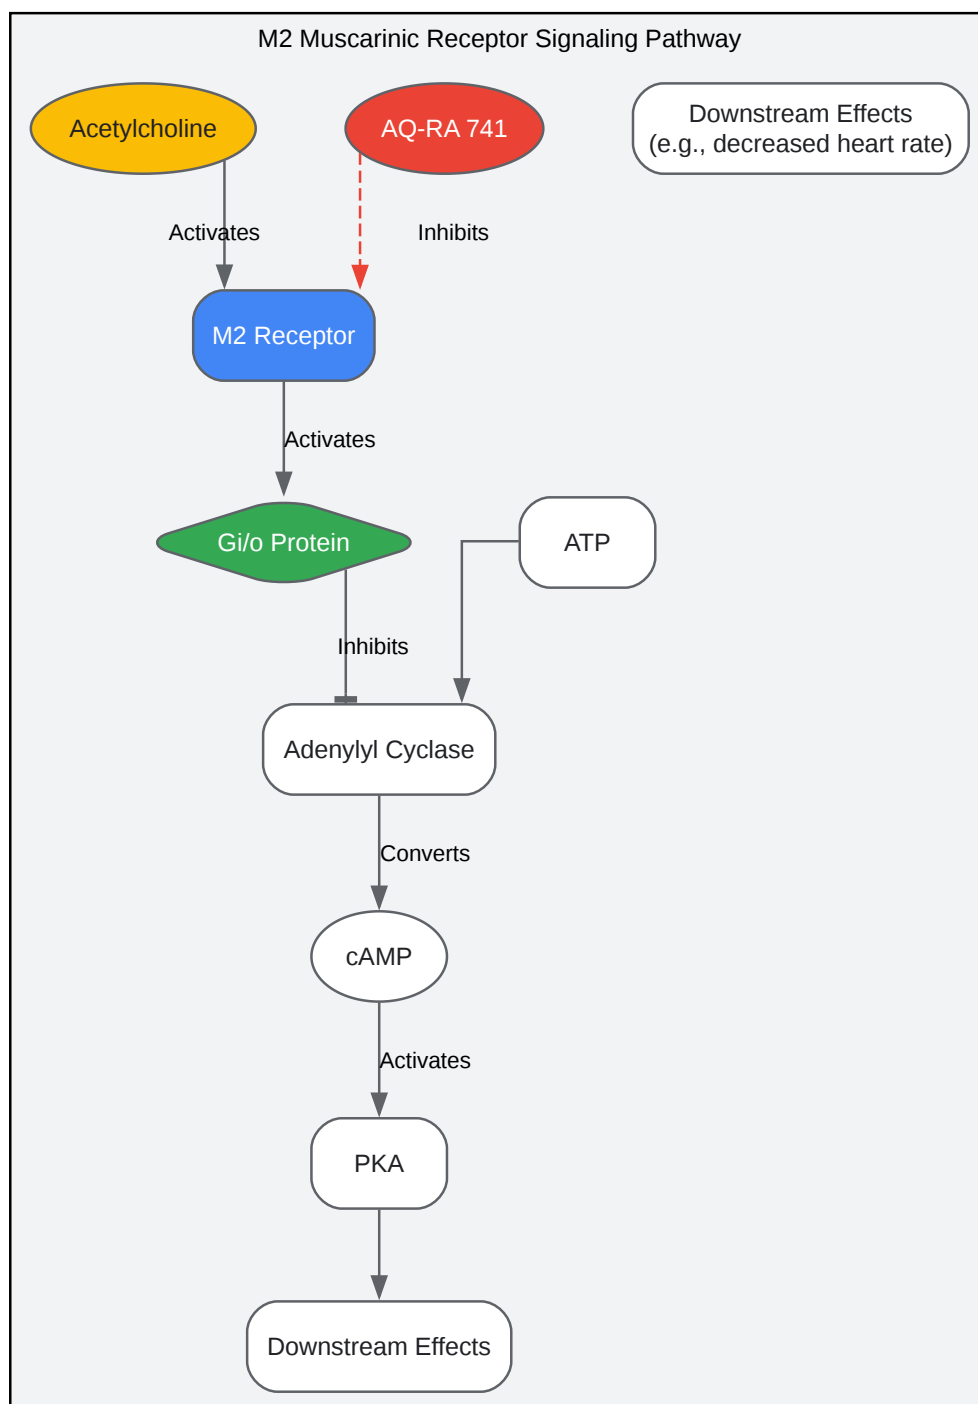 M2 Muscarinic Receptor Signaling Pathway
Acetylcholine
AQ-RA 741
Downstream Effects
(e.g., decreased heart rate)
Activates
Inhibits
M2 Receptor
Activates
Gi/o Protein
ATP
Inhibits
Adenylyl Cyclase
Converts
cAMP
Activates
PKA
Downstream Effects